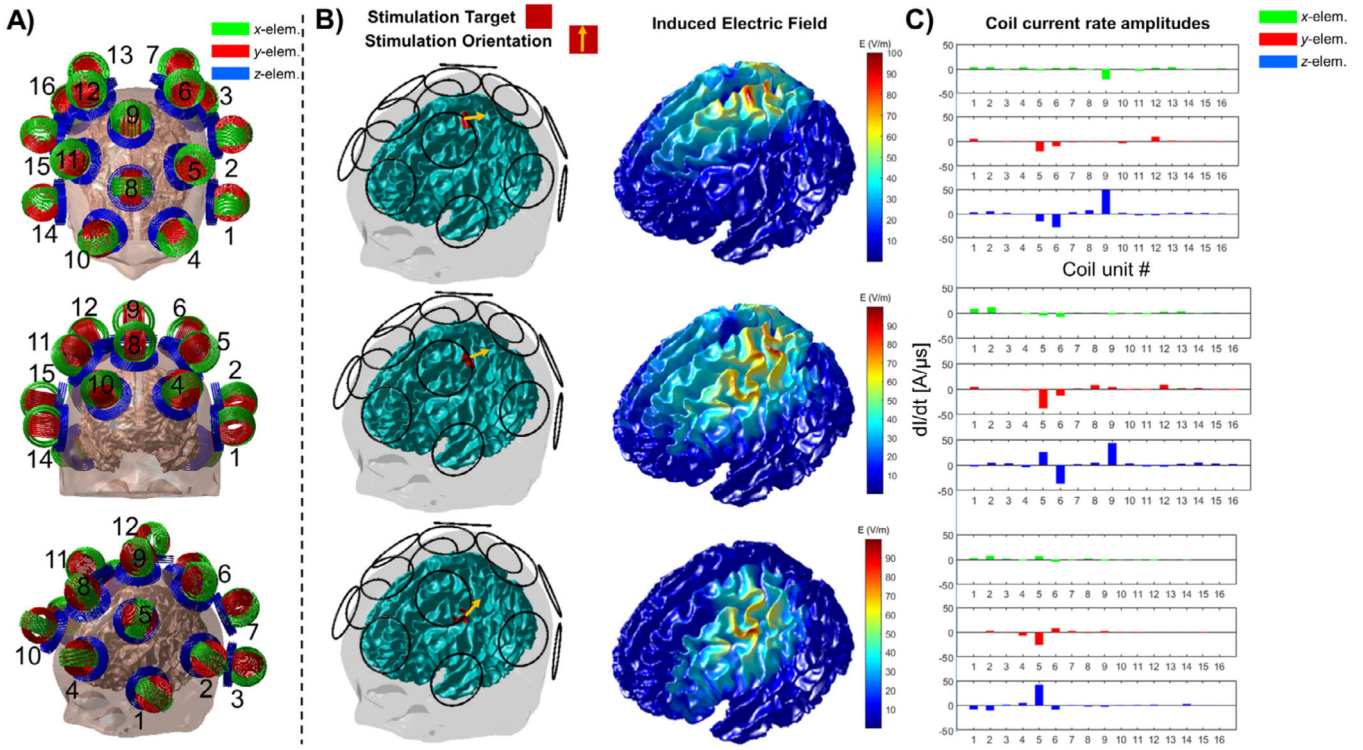 A)
x-elem.
y-elem.
z-elem.
13 7
16 12 6 3
9
15 11 5 2
8
14 1
10 4
12 9 6
11 8 5
15 10 4 2
14 1
12
11 9
8 6
5
10 7
4 2 3
1
B)
Stimulation Target
Stimulation Orientation
Induced Electric Field
E (V/m)
100
90
80
70
60
50
40
30
20
10
E (V/m)
90
80
70
60
50
40
30
20
10
E (V/m)
90
80
70
60
50
40
30
20
10
C)
Coil current rate amplitudes
x-elem.
y-elem.
z-elem.
dI/dt [A/µs]
50
0
-50
1 2 3 4 5 6 7 8 9 10 11 12 13 14 15 16
50
0
-50
1 2 3 4 5 6 7 8 9 10 11 12 13 14 15 16
50
0
-50
1 2 3 4 5 6 7 8 9 10 11 12 13 14 15 16
Coil unit #
50
0
-50
1 2 3 4 5 6 7 8 9 10 11 12 13 14 15 16
50
0
-50
1 2 3 4 5 6 7 8 9 10 11 12 13 14 15 16
50
0
-50
1 2 3 4 5 6 7 8 9 10 11 12 13 14 15 16
50
0
-50
1 2 3 4 5 6 7 8 9 10 11 12 13 14 15 16
50
0
-50
1 2 3 4 5 6 7 8 9 10 11 12 13 14 15 16
50
0
-50
1 2 3 4 5 6 7 8 9 10 11 12 13 14 15 16